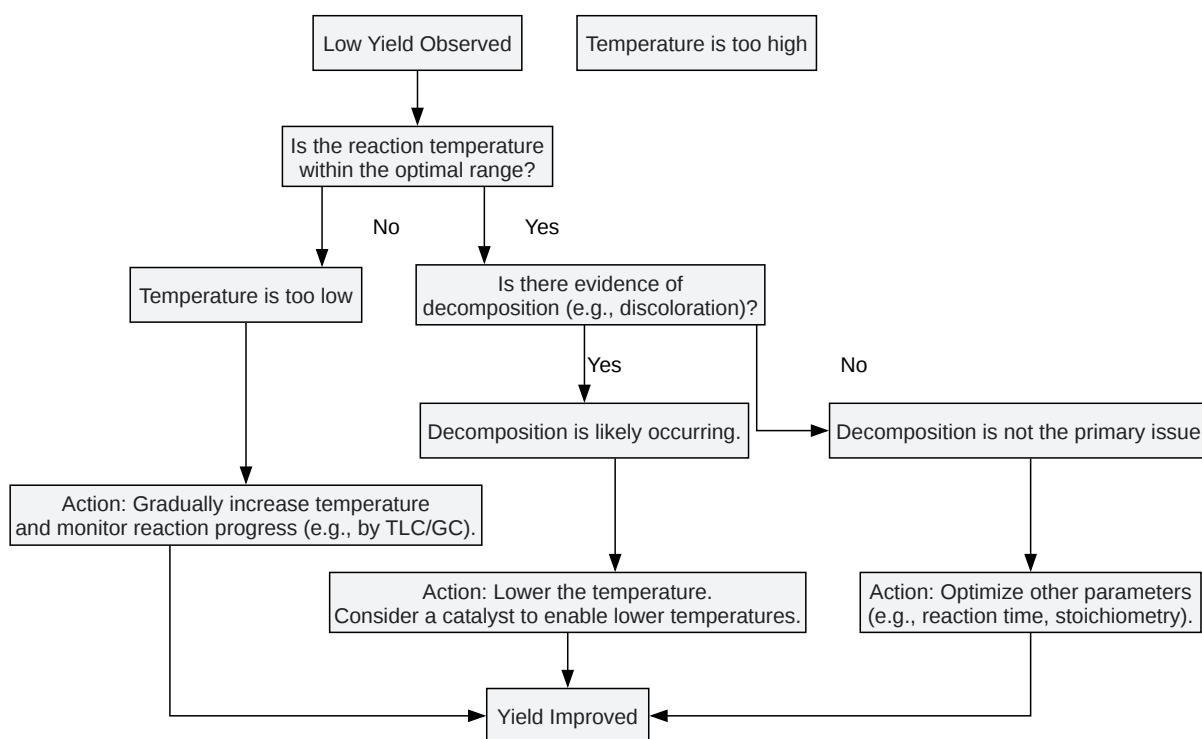 Low Yield Observed
Temperature is too high
Is the reaction temperature
within the optimal range?
No
Yes
Temperature is too low
Is there evidence of
decomposition (e.g., discoloration)?
Yes
No
Decomposition is likely occurring.
Decomposition is not the primary issue
Action: Gradually increase temperature
and monitor reaction progress (e.g., by TLC/GC).
Action: Lower the temperature.
Consider a catalyst to enable lower temperatures.
Action: Optimize other parameters
(e.g., reaction time, stoichiometry).
Yield Improved